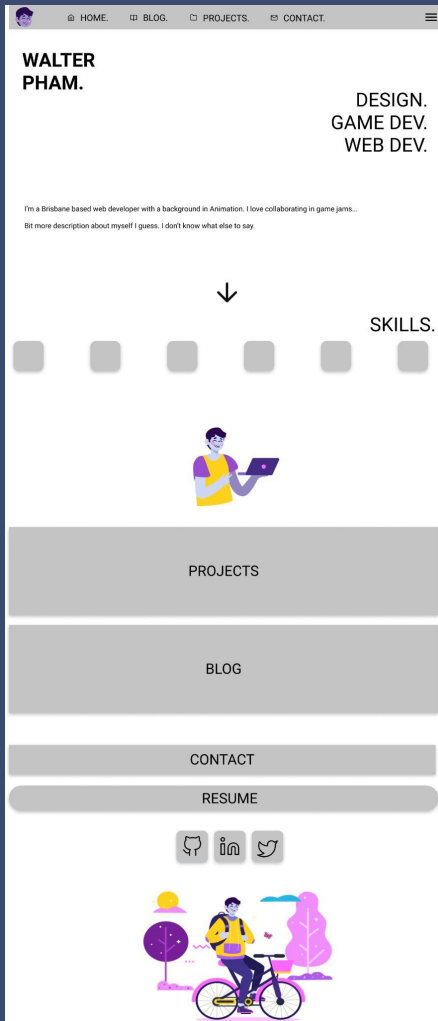 HOME. BLOG. PROJECTS. CONTACT.
WALTER
PHAM.
DESIGN.
GAME DEV.
WEB DEV.
I'm a Brisbane based web developer with a background in Animation. I love collaborating in game jams...
Bit more description about myself I guess. I don't know what else to say.
SKILLS.
PROJECTS
BLOG
CONTACT
RESUME
in